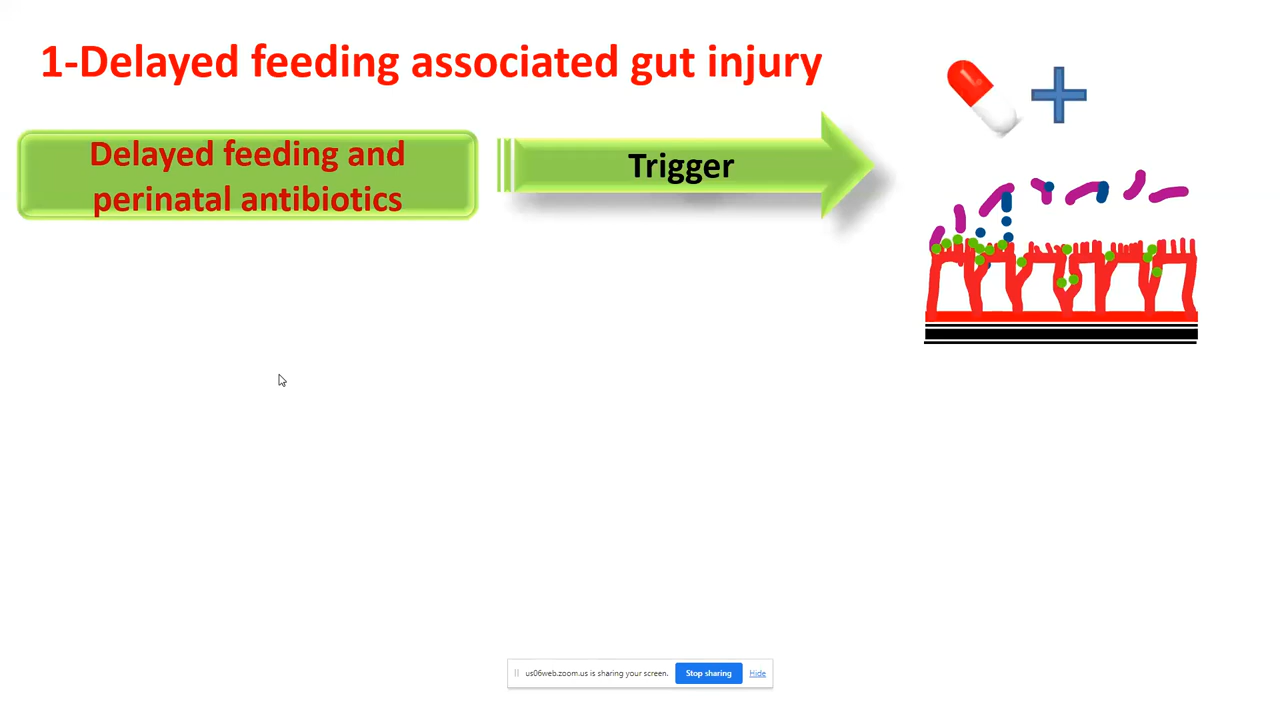 1-Delayed feeding associated gut injury
Delayed feeding and
perinatal antibiotics
Trigger
us06web.zoom.us is sharing your screen.
Stop sharing
Hide